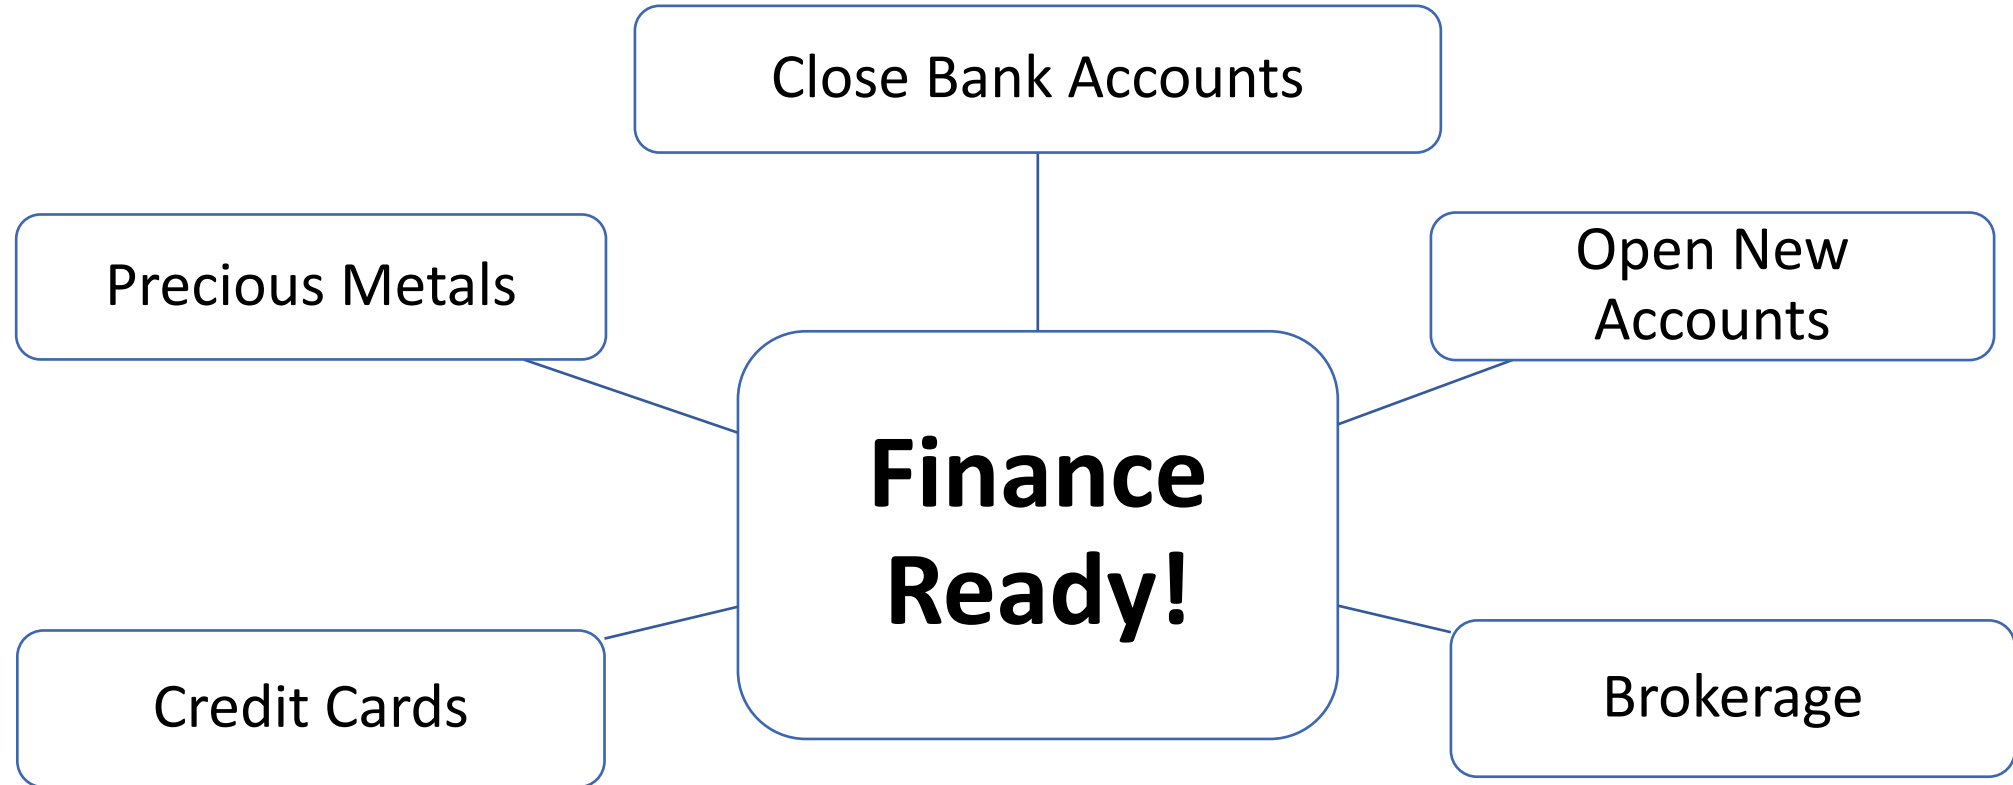 Close Bank Accounts
Precious Metals
Open New
Accounts
Finance
Ready!
Credit Cards
Brokerage